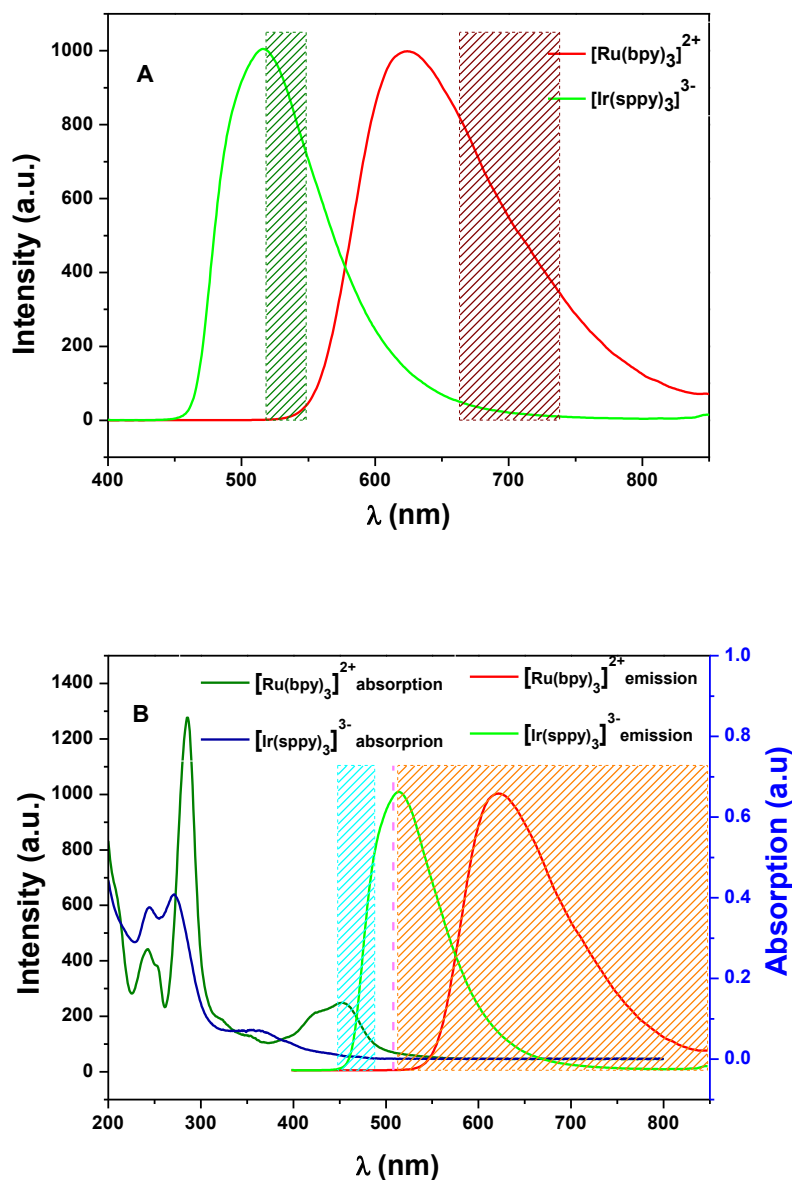 A
[Ru(bpy)3]2+
[Ir(sppy)3]3-
Intensity (a.u.)
1000
800
600
400
200
0
400 500 600 700 800
λ (nm)
B
[Ru(bpy)3]2+ absorption
[Ru(bpy)3]2+ emission
[Ir(sppy)3]3- absorprion
[Ir(sppy)3]3- emission
Intensity (a.u.)
1400
1200
1000
800
600
400
200
0
Absorption (a.u)
1.0
0.8
0.6
0.4
0.2
0.0
200 300 400 500 600 700 800
λ (nm)